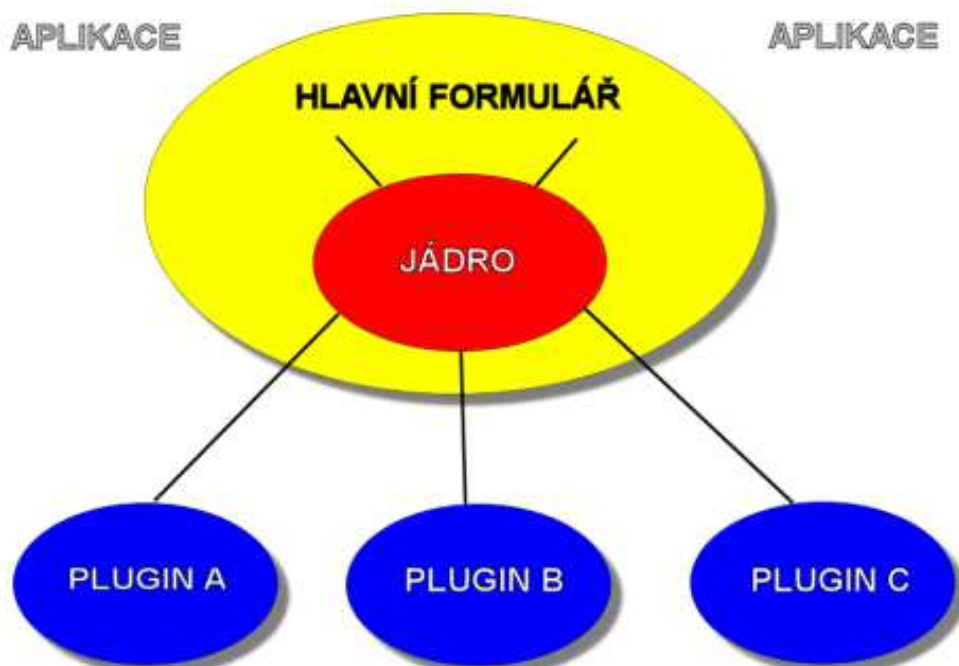 APLIKACE
APLIKACE
HLAVNÍ FORMULÁŘ
JÁDRO
PLUGIN A
PLUGIN B
PLUGIN C